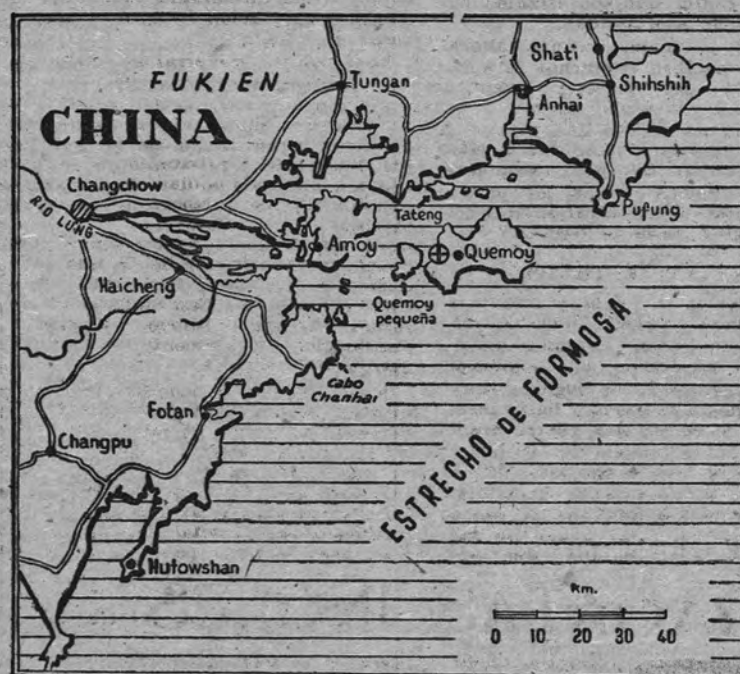 FUKIEN
CHINA
Tungan
Shati
Shihshih
Anhai
Changchow
RIO LUNG
Tateng
Pufung
Amoy
Quemoy
Haicheng
Quemoy
pequeña
Cabo
Chenhai
Fotan
Changpu
ESTRECHO DE FORMOSA
Hutowshan
Km.
0 10 20 30 40